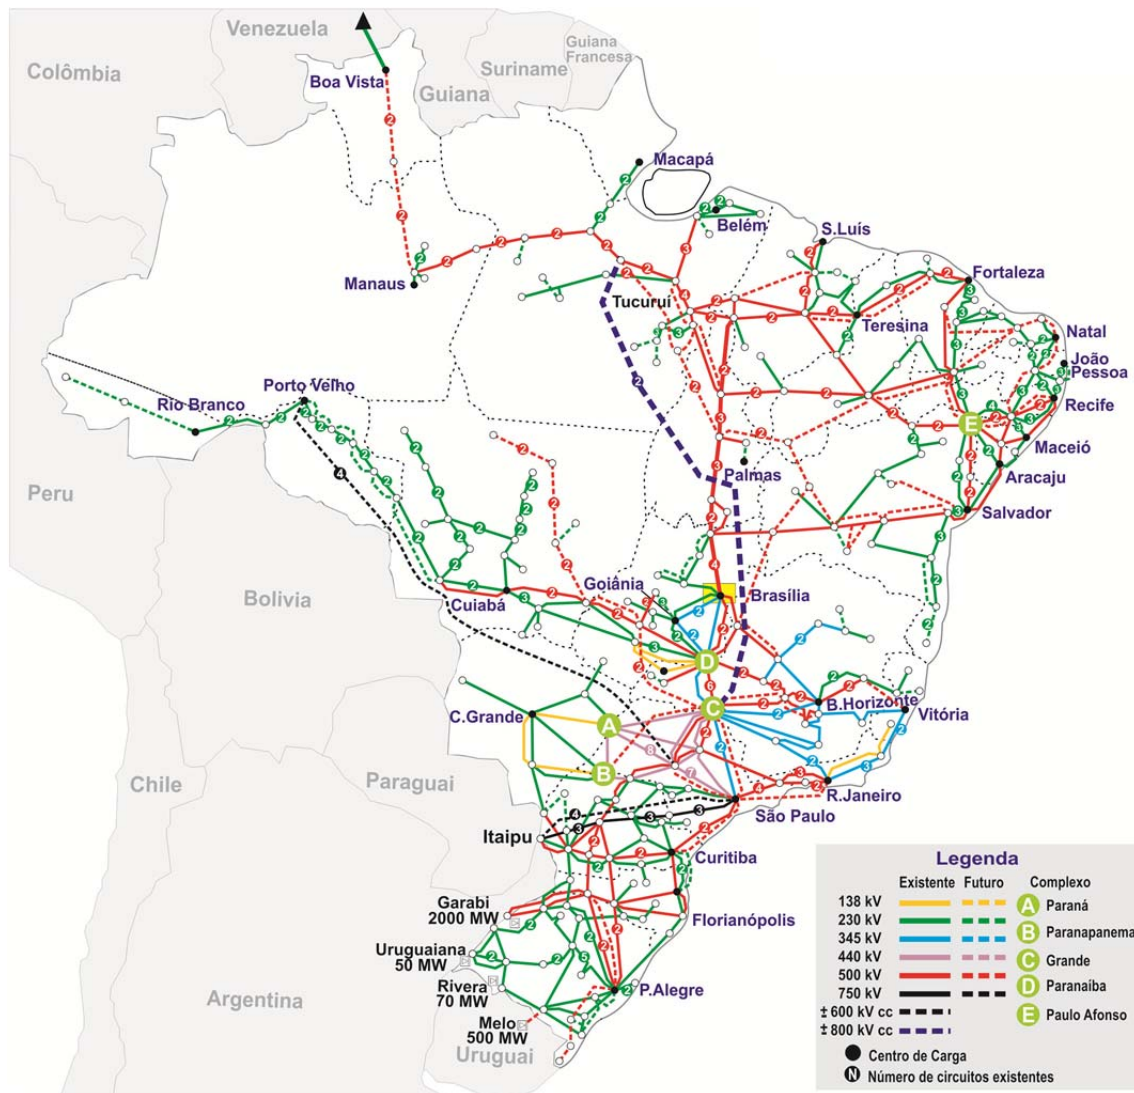 Venezuela
Guiana
Francesa
Colômbia
Suriname
Boa Vista
Guiana
Macapá
Belém
S.Luís
Manaus
Fortaleza
Tucuruí
Teresina
Natal
João
Pessoa
Porto Velho
Rio Branco
Recife
E
Maceió
Palmas
Aracaju
Peru
Salvador
Goiânia
Brasília
Bolivia
Cuiabá
D
C
B.Horizonte
Vitória
C.Grande
A
B
Chile
Paraguai
R.Janeiro
São Paulo
Itaipu
Curitiba
Garabi
2000 MW
Florianópolis
Uruguaiana
50 MW
Rivera
70 MW
P.Alegre
Melo
500 MW
Argentina
Uruguai
Legenda
Existente Futuro Complexo
138 kV A Paraná
230 kV
345 kV B Paranapanema
440 kV C Grande
500 kV D Paranaíba
750 kV E Paulo Afonso
± 600 kV cc
± 800 kV cc
Centro de Carga
N Número de circuitos existentes